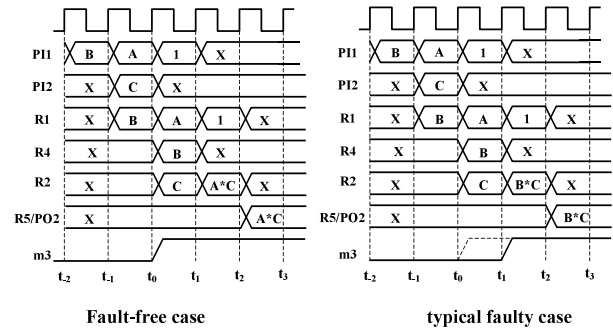 PI1 B A 1 X
PI2 X C X
R1 X B A 1 X
R4 X B X
R2 X C A*C X
R5/PO2 X A*C
m3
t-2 t-1 t0 t1 t2 t3
Fault-free case
PI1 B A 1 X
PI2 X C X
R1 X B A 1 X
R4 X B X
R2 X C B*C X
R5/PO2 X B*C
m3
t-2 t-1 t0 t1 t2 t3
typical faulty case